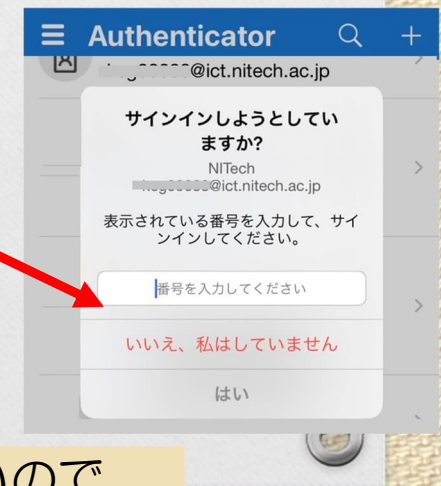 Authenticator
@ict.nitech.ac.jp
サインインしようとしてい
ますか?
NITech
@ict.nitech.ac.jp
表示されている番号を入力して、サイ
ンインしてください。
番号を入力してください
いいえ、私はしていません
はい
いので